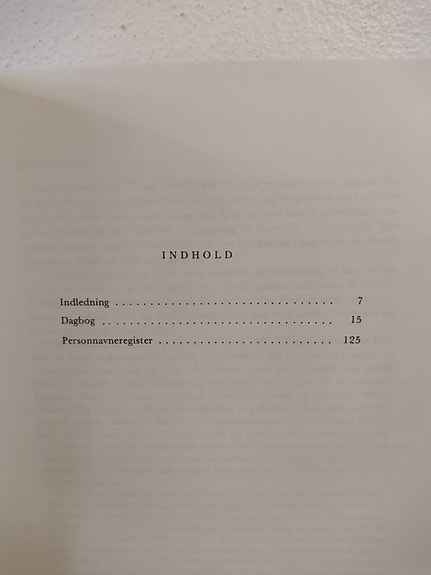 INDHOLD
Indledning . . . . . . . . . . . . . . . . . . . . . . . . . . . . . . . 7
Dagbog . . . . . . . . . . . . . . . . . . . . . . . . . . . . . . . . . 15
Personnavneregister . . . . . . . . . . . . . . . . . . . . . . . . . 125